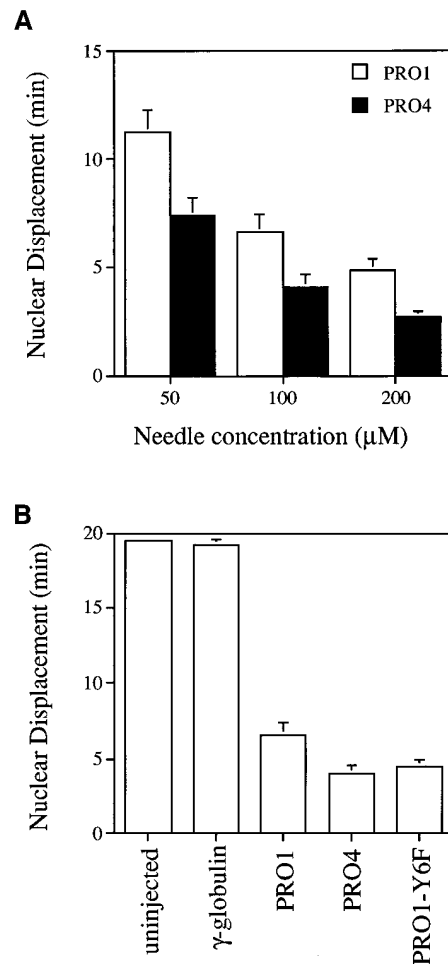 A
Nuclear Displacement (min)
15
10
5
0
PRO1
PRO4
50 100 200
Needle concentration (µM)
B
Nuclear Displacement (min)
20
15
10
5
0
uninjected
γ-globulin
PRO1
PRO4
PRO1-Y6F